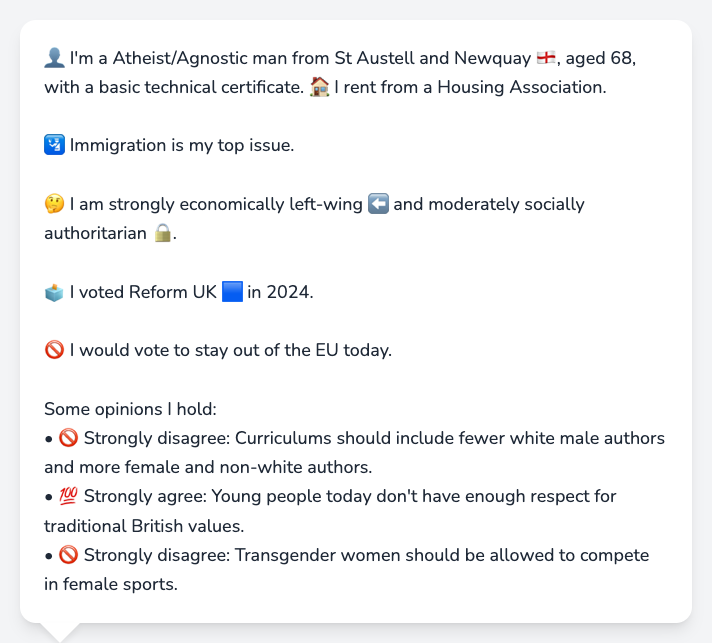 👤 I'm a Atheist/Agnostic man from St Austell and Newquay 🏴󠁧󠁢󠁥󠁮󠁧󠁿, aged 68,
with a basic technical certificate. 🏠 I rent from a Housing Association.
🛂 Immigration is my top issue.
🤔 I am strongly economically left-wing ⬅️ and moderately socially
authoritarian 🔒.
🗳️ I voted Reform UK 🟦 in 2024.
🚫 I would vote to stay out of the EU today.
Some opinions I hold:
• 🚫 Strongly disagree: Curriculums should include fewer white male authors
and more female and non-white authors.
• 💯 Strongly agree: Young people today don't have enough respect for
traditional British values.
• 🚫 Strongly disagree: Transgender women should be allowed to compete
in female sports.